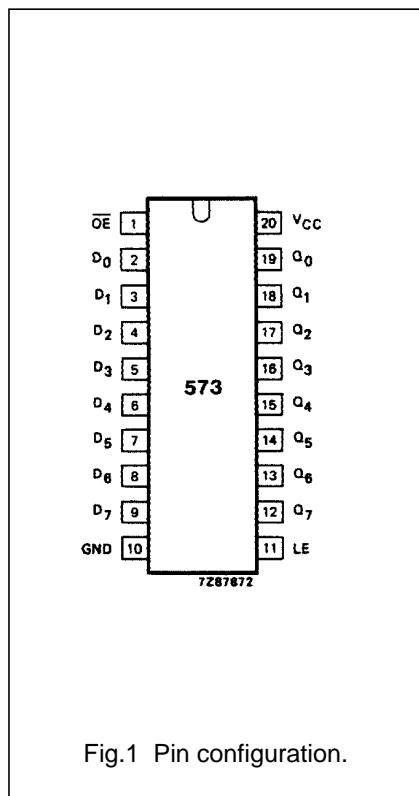 OE 1 20 VCC
D0 2 19 Q0
D1 3 18 Q1
D2 4 17 Q2
D3 5 16 Q3
573
D4 6 15 Q4
D5 7 14 Q5
D6 8 13 Q6
D7 9 12 Q7
GND 10 11 LE
7Z87672
Fig.1 Pin configuration.